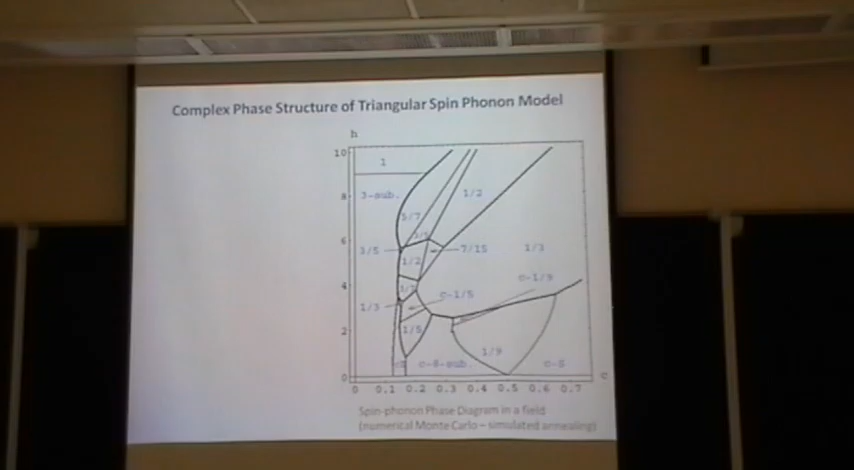 Complex Phase Structure of Triangular Spin Phonon Model
h
10
1
8
3-sub.
1/2
5/7
6
3/5
7/15
1/3
1/2
c-1/9
4
c-1/5
1/3
2
1/5
1/9
c-8-sub
c-S
0
c
0 0.1 0.2 0.3 0.4 0.5 0.6 0.7
Spin-phonon Phase Diagram in a field
(numerical Monte Carlo – simulated annealing)